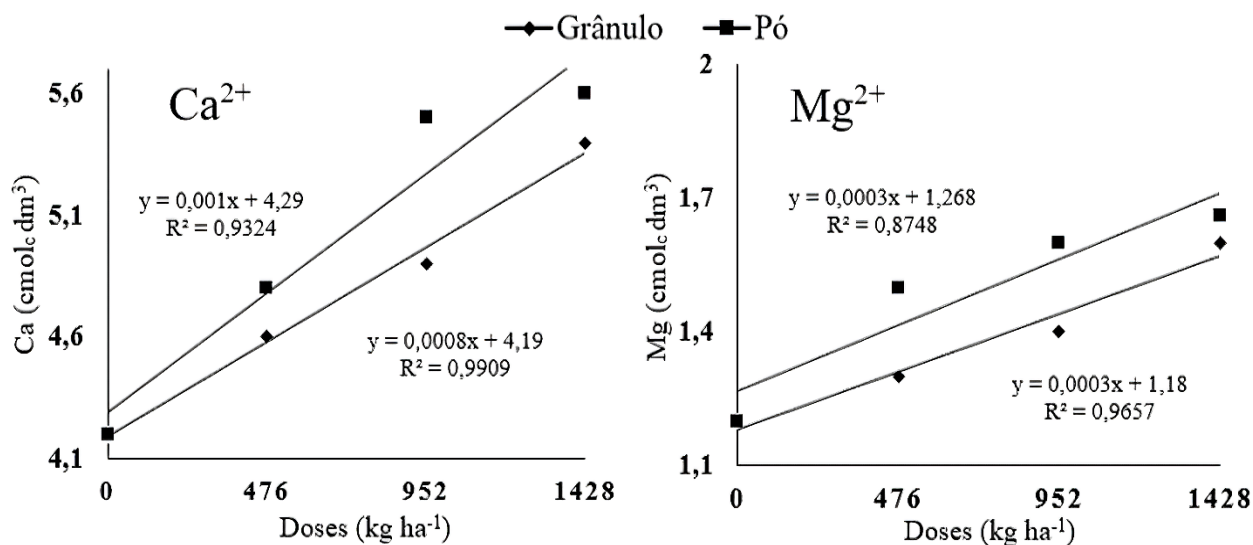 Grânulo Pó
Ca²⁺
Ca (cmol꜀ dm³)
5,6
5,1
4,6
4,1
y = 0,001x + 4,29
R² = 0,9324
y = 0,0008x + 4,19
R² = 0,9909
0 476 952 1428
Doses (kg ha⁻¹)
Mg²⁺
Mg (cmol꜀ dm³)
2
1,7
1,4
1,1
y = 0,0003x + 1,268
R² = 0,8748
y = 0,0003x + 1,18
R² = 0,9657
0 476 952 1428
Doses (kg ha⁻¹)